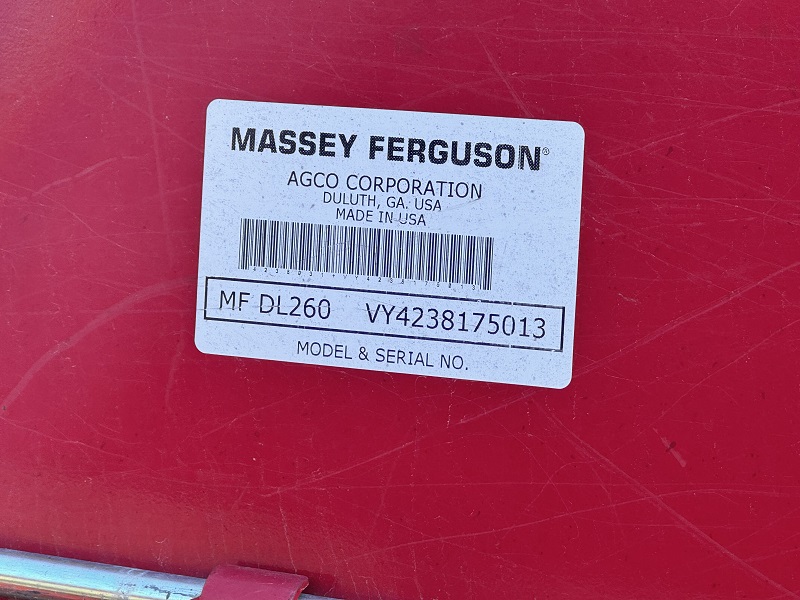 MASSEY FERGUSON®
AGCO CORPORATION
DULUTH, GA. USA
MADE IN USA
MF DL260 VY4238175013
MODEL & SERIAL NO.